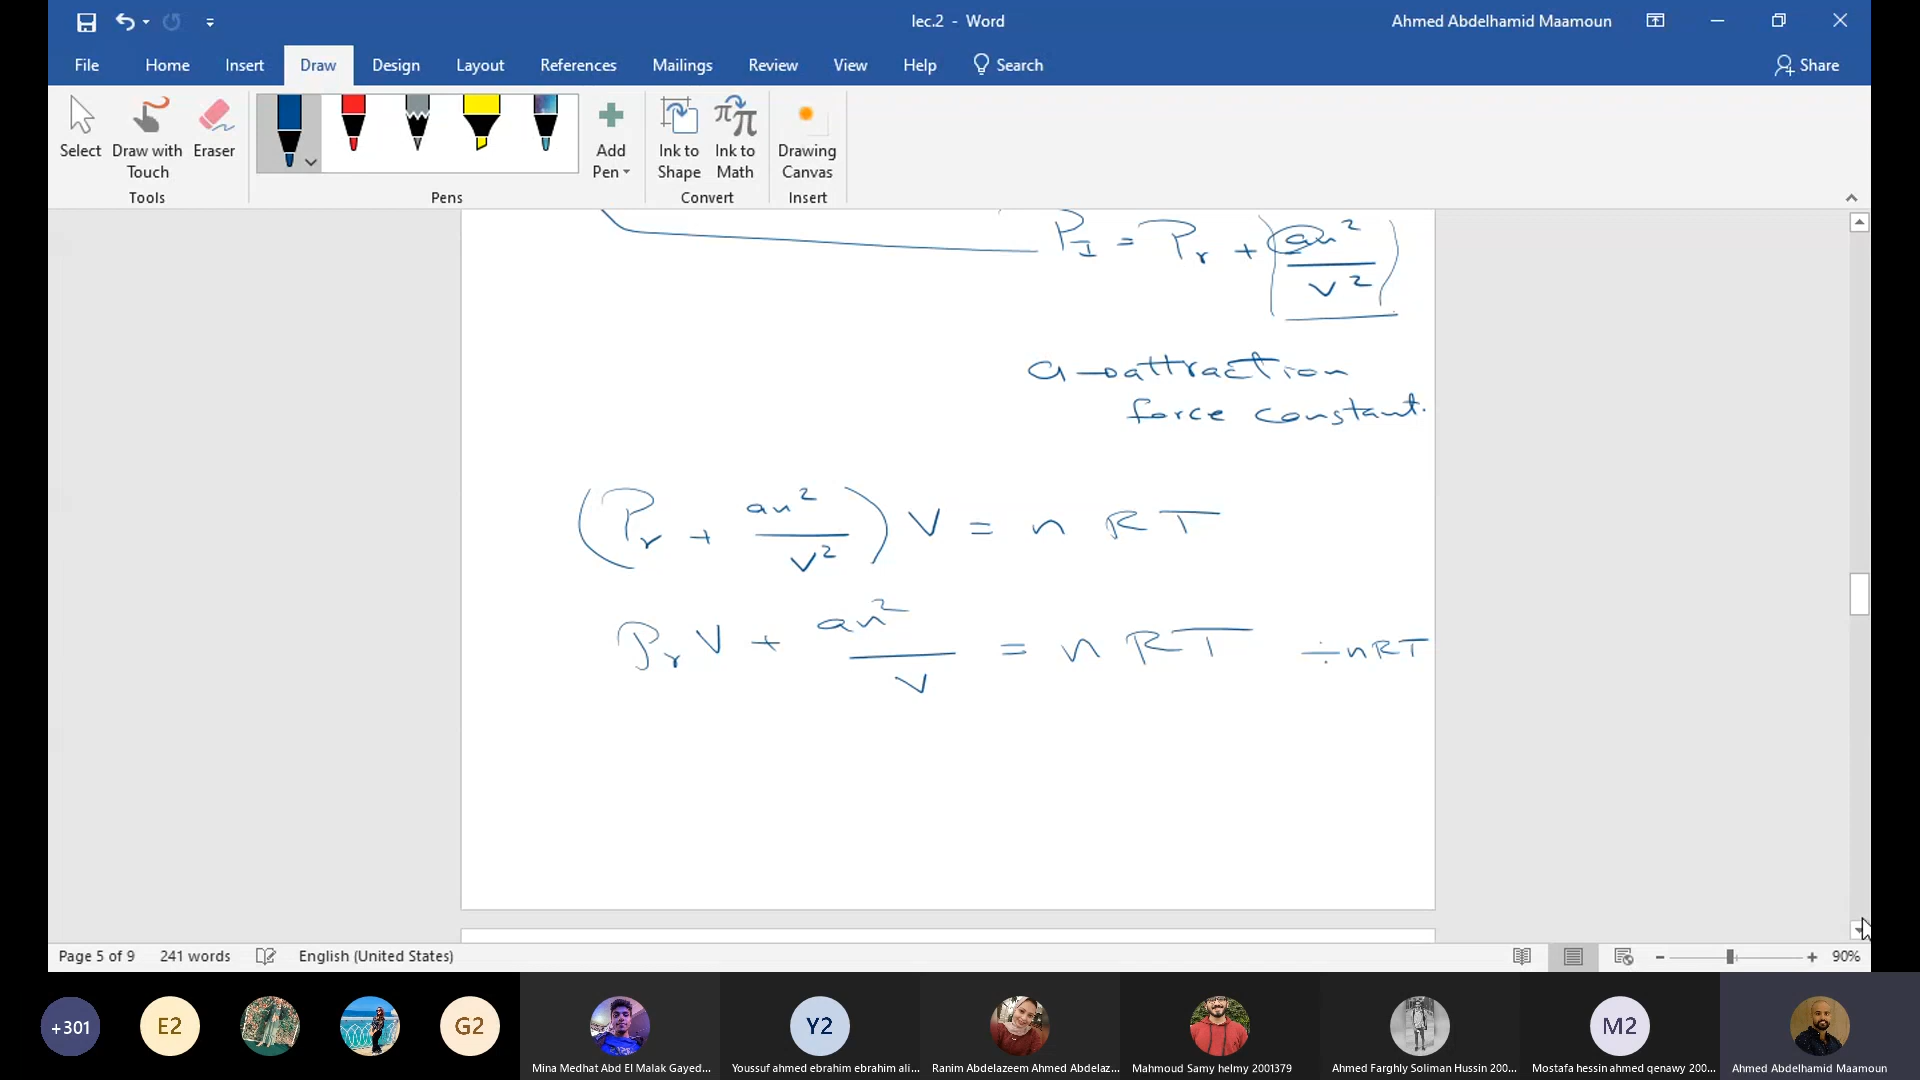 lec.2 - Word
Ahmed Abdelhamid Maamoun
File Home Insert Draw Design Layout References Mailings Review View Help Search Share
Select
Draw with Touch
Eraser
Add Pen
Ink to Shape
Ink to Math
Drawing Canvas
Tools Pens Convert Insert
P_I = P_r + (an²/V²)
a → attraction
force constant.
(P_r + an²/V²) V = n R T
P_r V + an²/V = n R T ÷ nRT
Page 5 of 9 241 words English (United States) 90%
+301 E2 G2 Y2 M2
Mina Medhat Abd El Malak Gayed...
Youssuf ahmed ebrahim ebrahim ali...
Ranim Abdelazeem Ahmed Abdelaz...
Mahmoud Samy helmy 2001379
Ahmed Farghly Soliman Hussin 200...
Mostafa hessin ahmed qenawy 200...
Ahmed Abdelhamid Maamoun